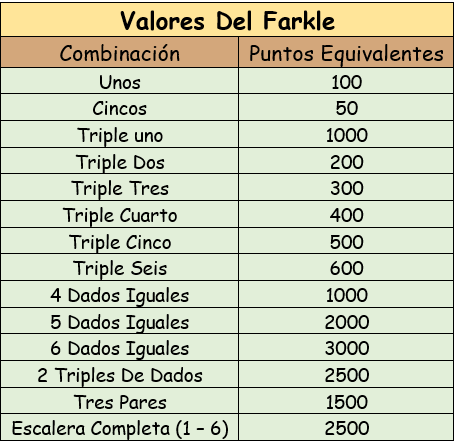 Valores Del Farkle
Combinación Puntos Equivalentes
Unos 100
Cincos 50
Triple uno 1000
Triple Dos 200
Triple Tres 300
Triple Cuarto 400
Triple Cinco 500
Triple Seis 600
4 Dados Iguales 1000
5 Dados Iguales 2000
6 Dados Iguales 3000
2 Triples De Dados 2500
Tres Pares 1500
Escalera Completa (1 – 6) 2500